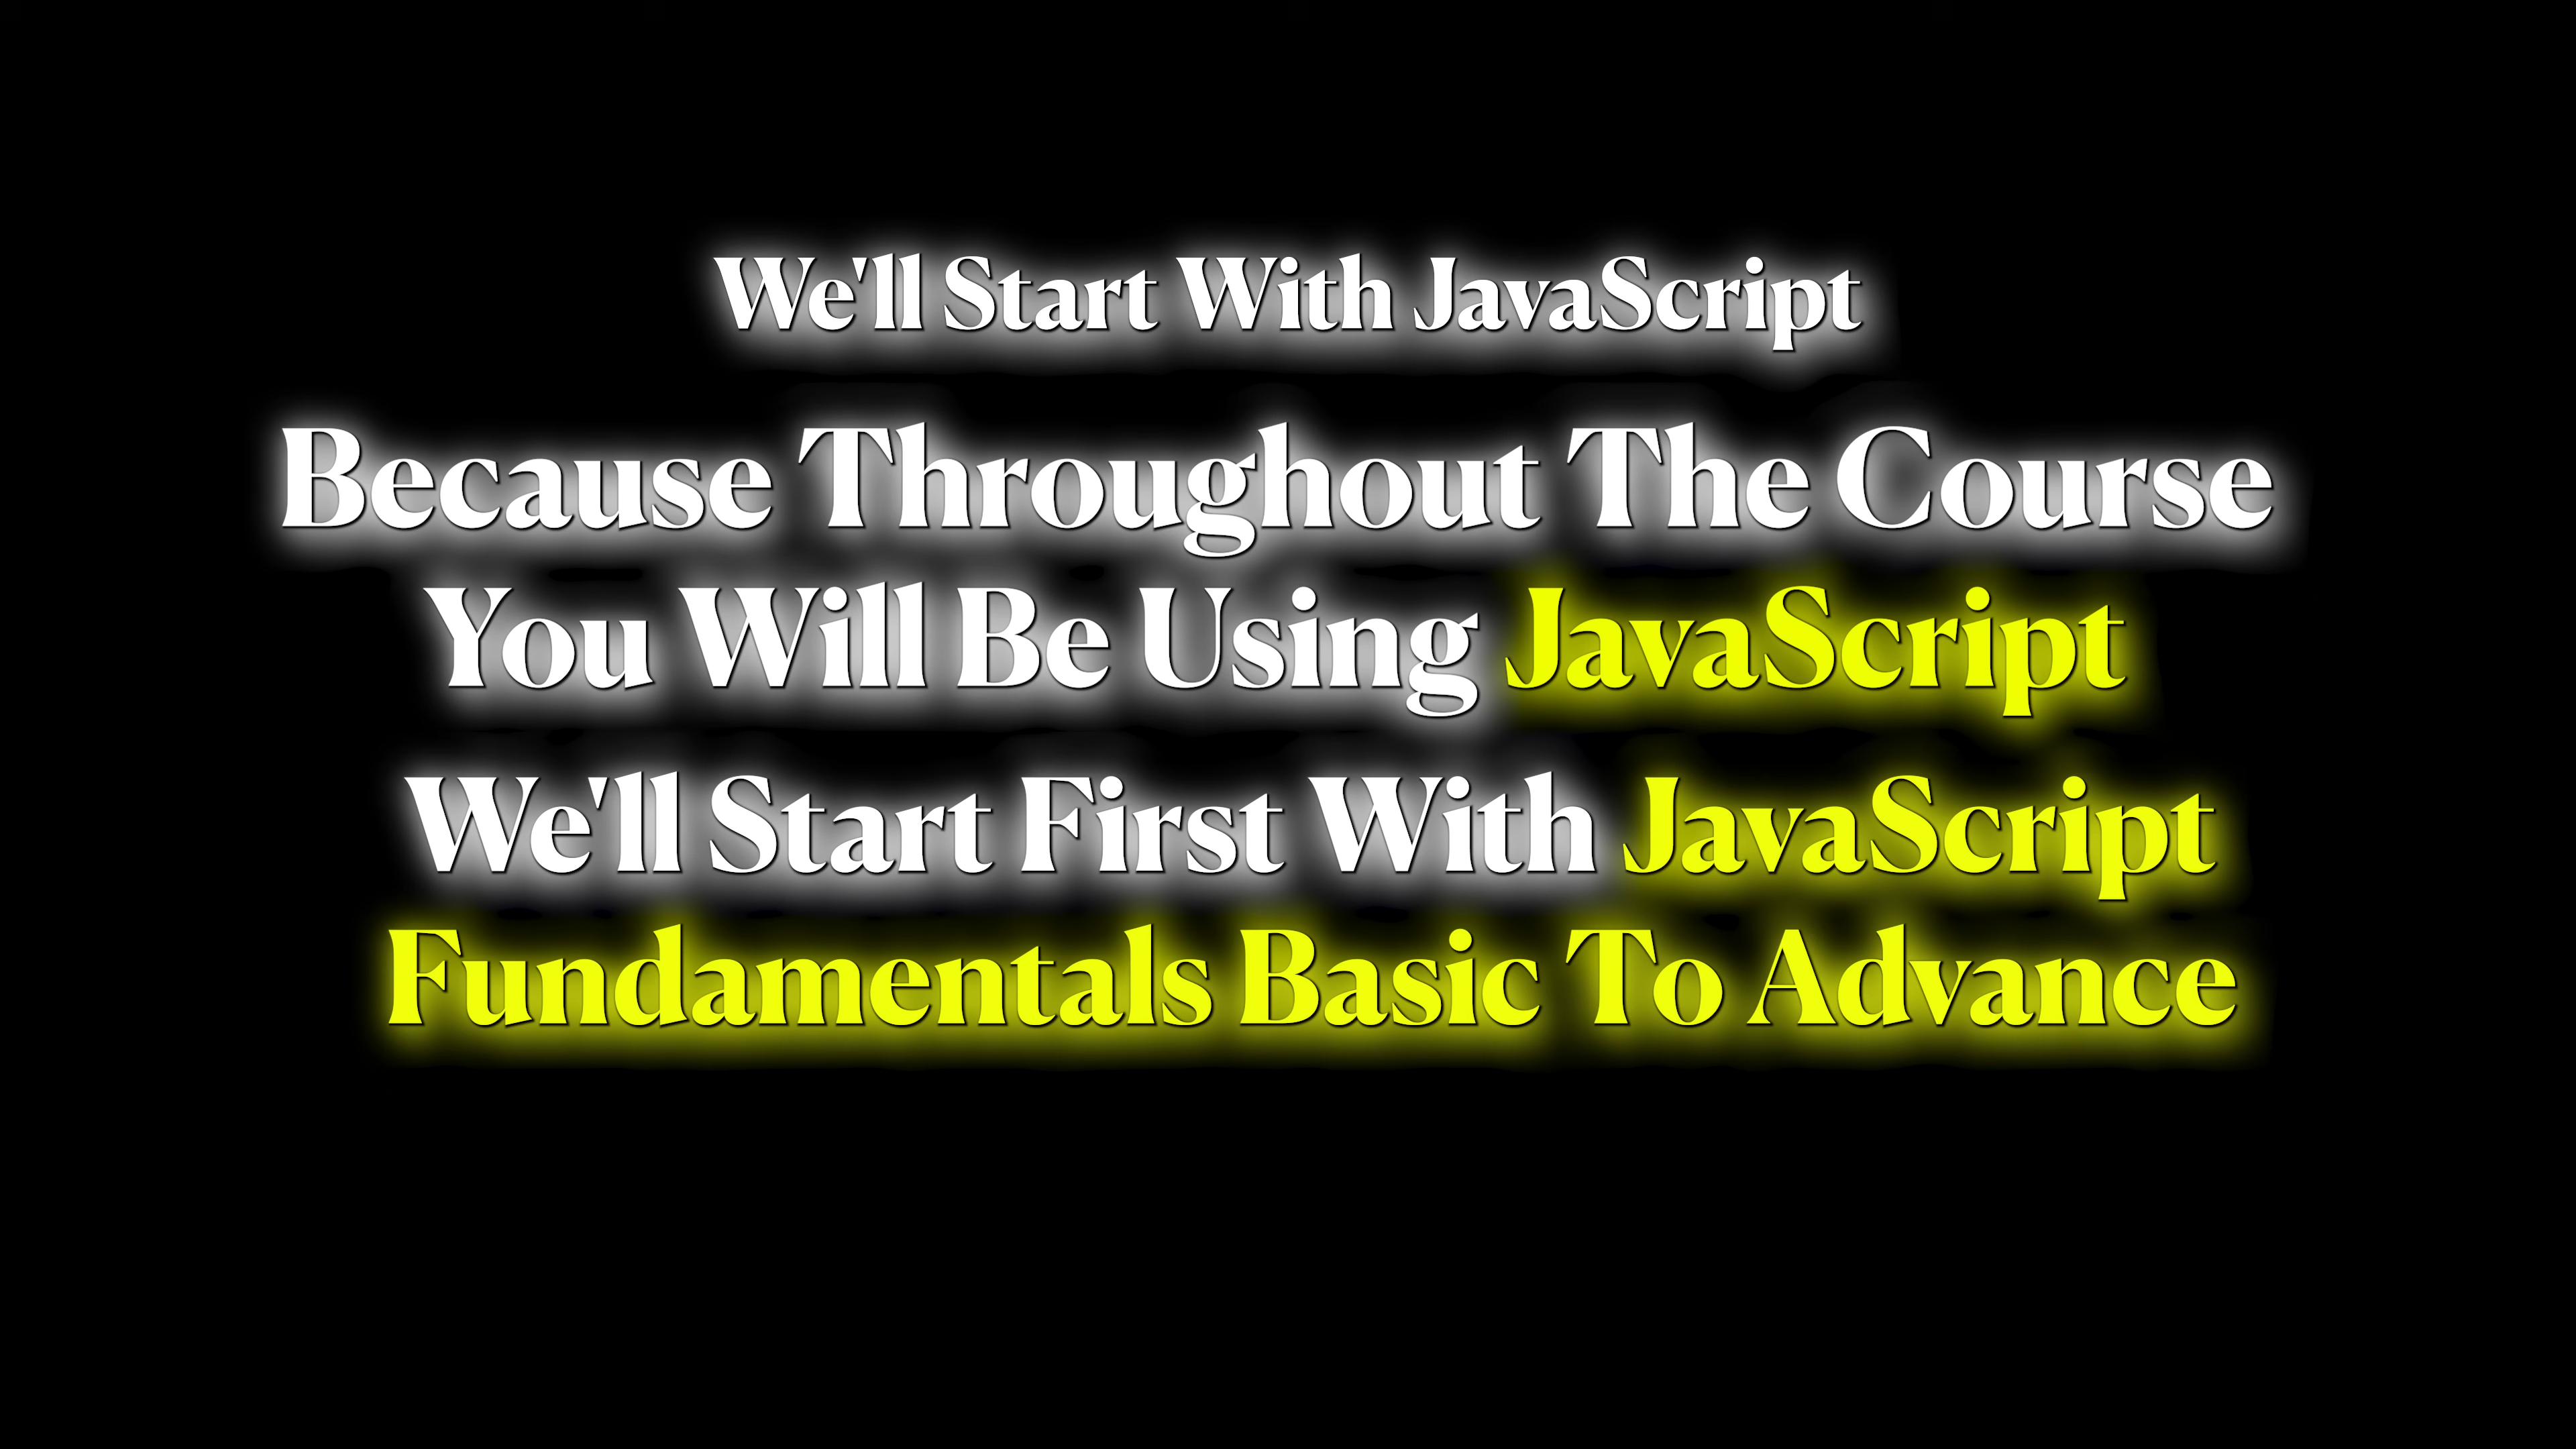 We'll Start With JavaScript
Because Throughout The Course
You Will Be Using JavaScript
We'll Start First With JavaScript
Fundamentals Basic To Advance